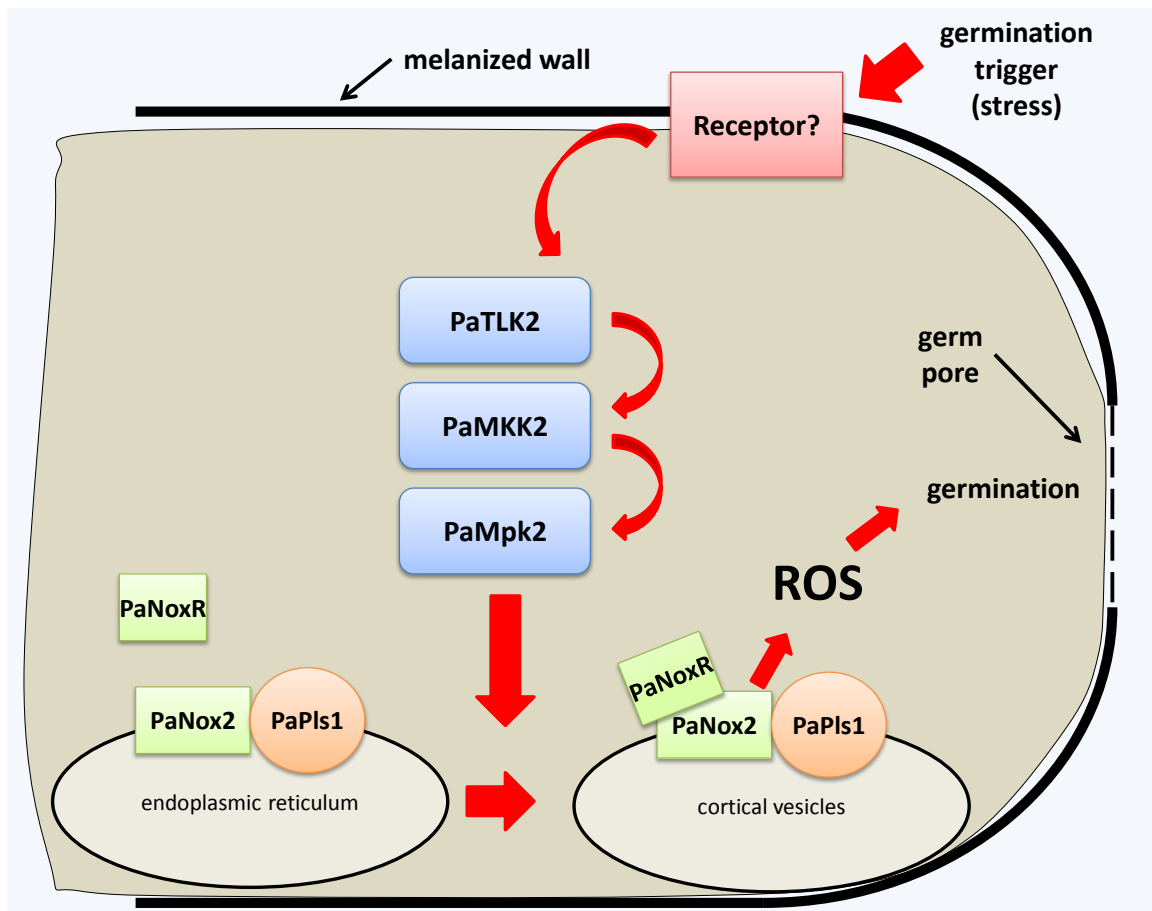 melanized wall
germination
trigger
(stress)
Receptor?
PaTLK2
PaMKK2
PaMpk2
germ
pore
germination
ROS
PaNoxR
PaNox2
PaPls1
endoplasmic reticulum
PaNoxR
PaNox2
PaPls1
cortical vesicles